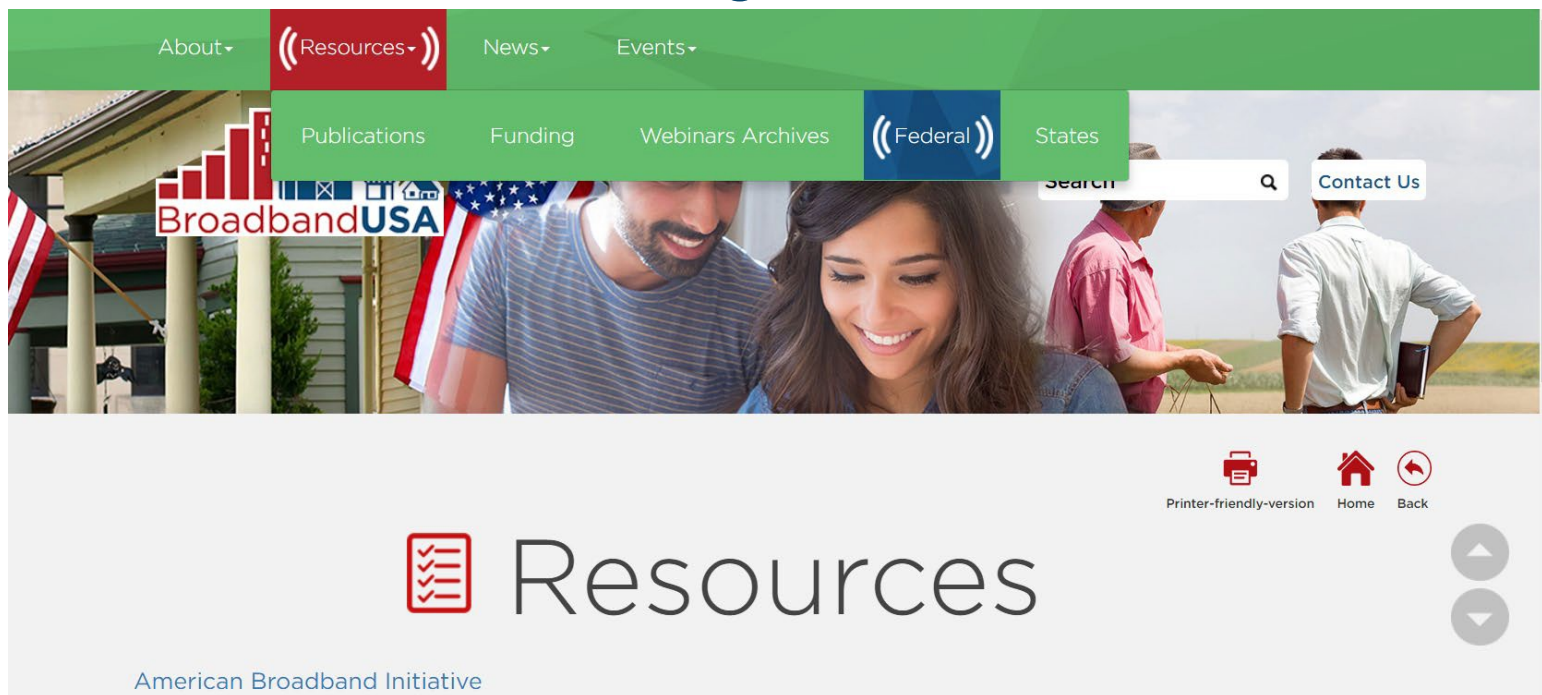 About
((Resources))
News
Events
Publications
Funding
Webinars Archives
((Federal))
States
BroadbandUSA
Search
Contact Us
Printer-friendly-version
Home
Back
Resources
American Broadband Initiative